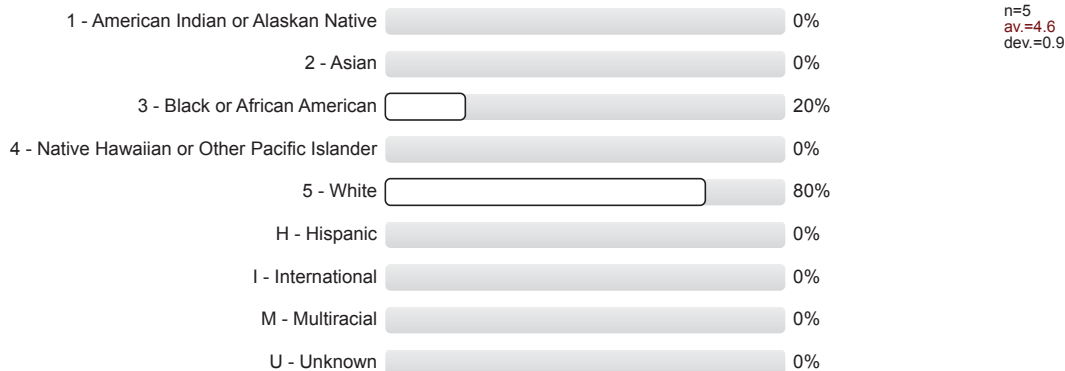 1 - American Indian or Alaskan Native 0%
2 - Asian 0%
3 - Black or African American 20%
4 - Native Hawaiian or Other Pacific Islander 0%
5 - White 80%
H - Hispanic 0%
I - International 0%
M - Multiracial 0%
U - Unknown 0%
n=5
av.=4.6
dev.=0.9